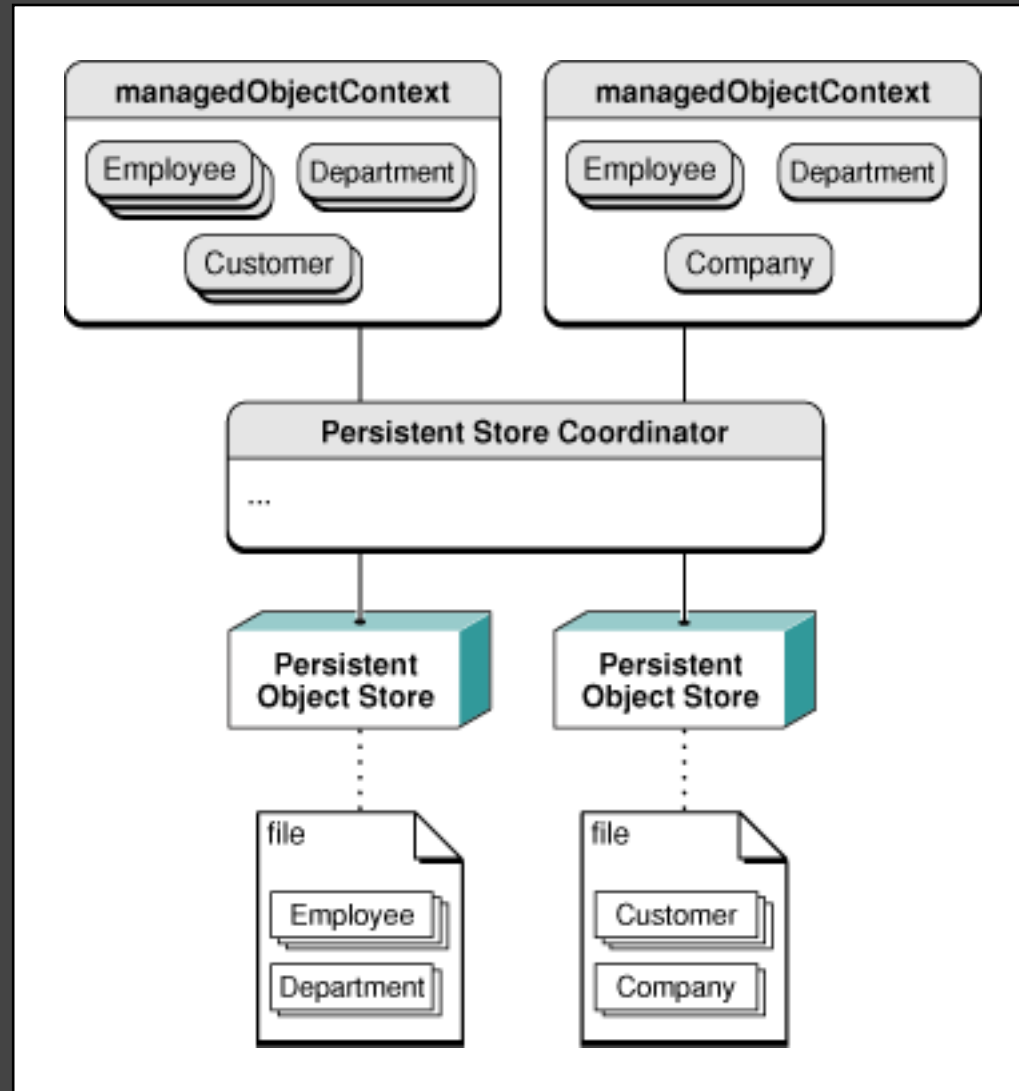 managedObjectContext
Employee
Department
Customer
managedObjectContext
Employee
Department
Company
Persistent Store Coordinator
...
Persistent
Object Store
Persistent
Object Store
file
Employee
Department
file
Customer
Company